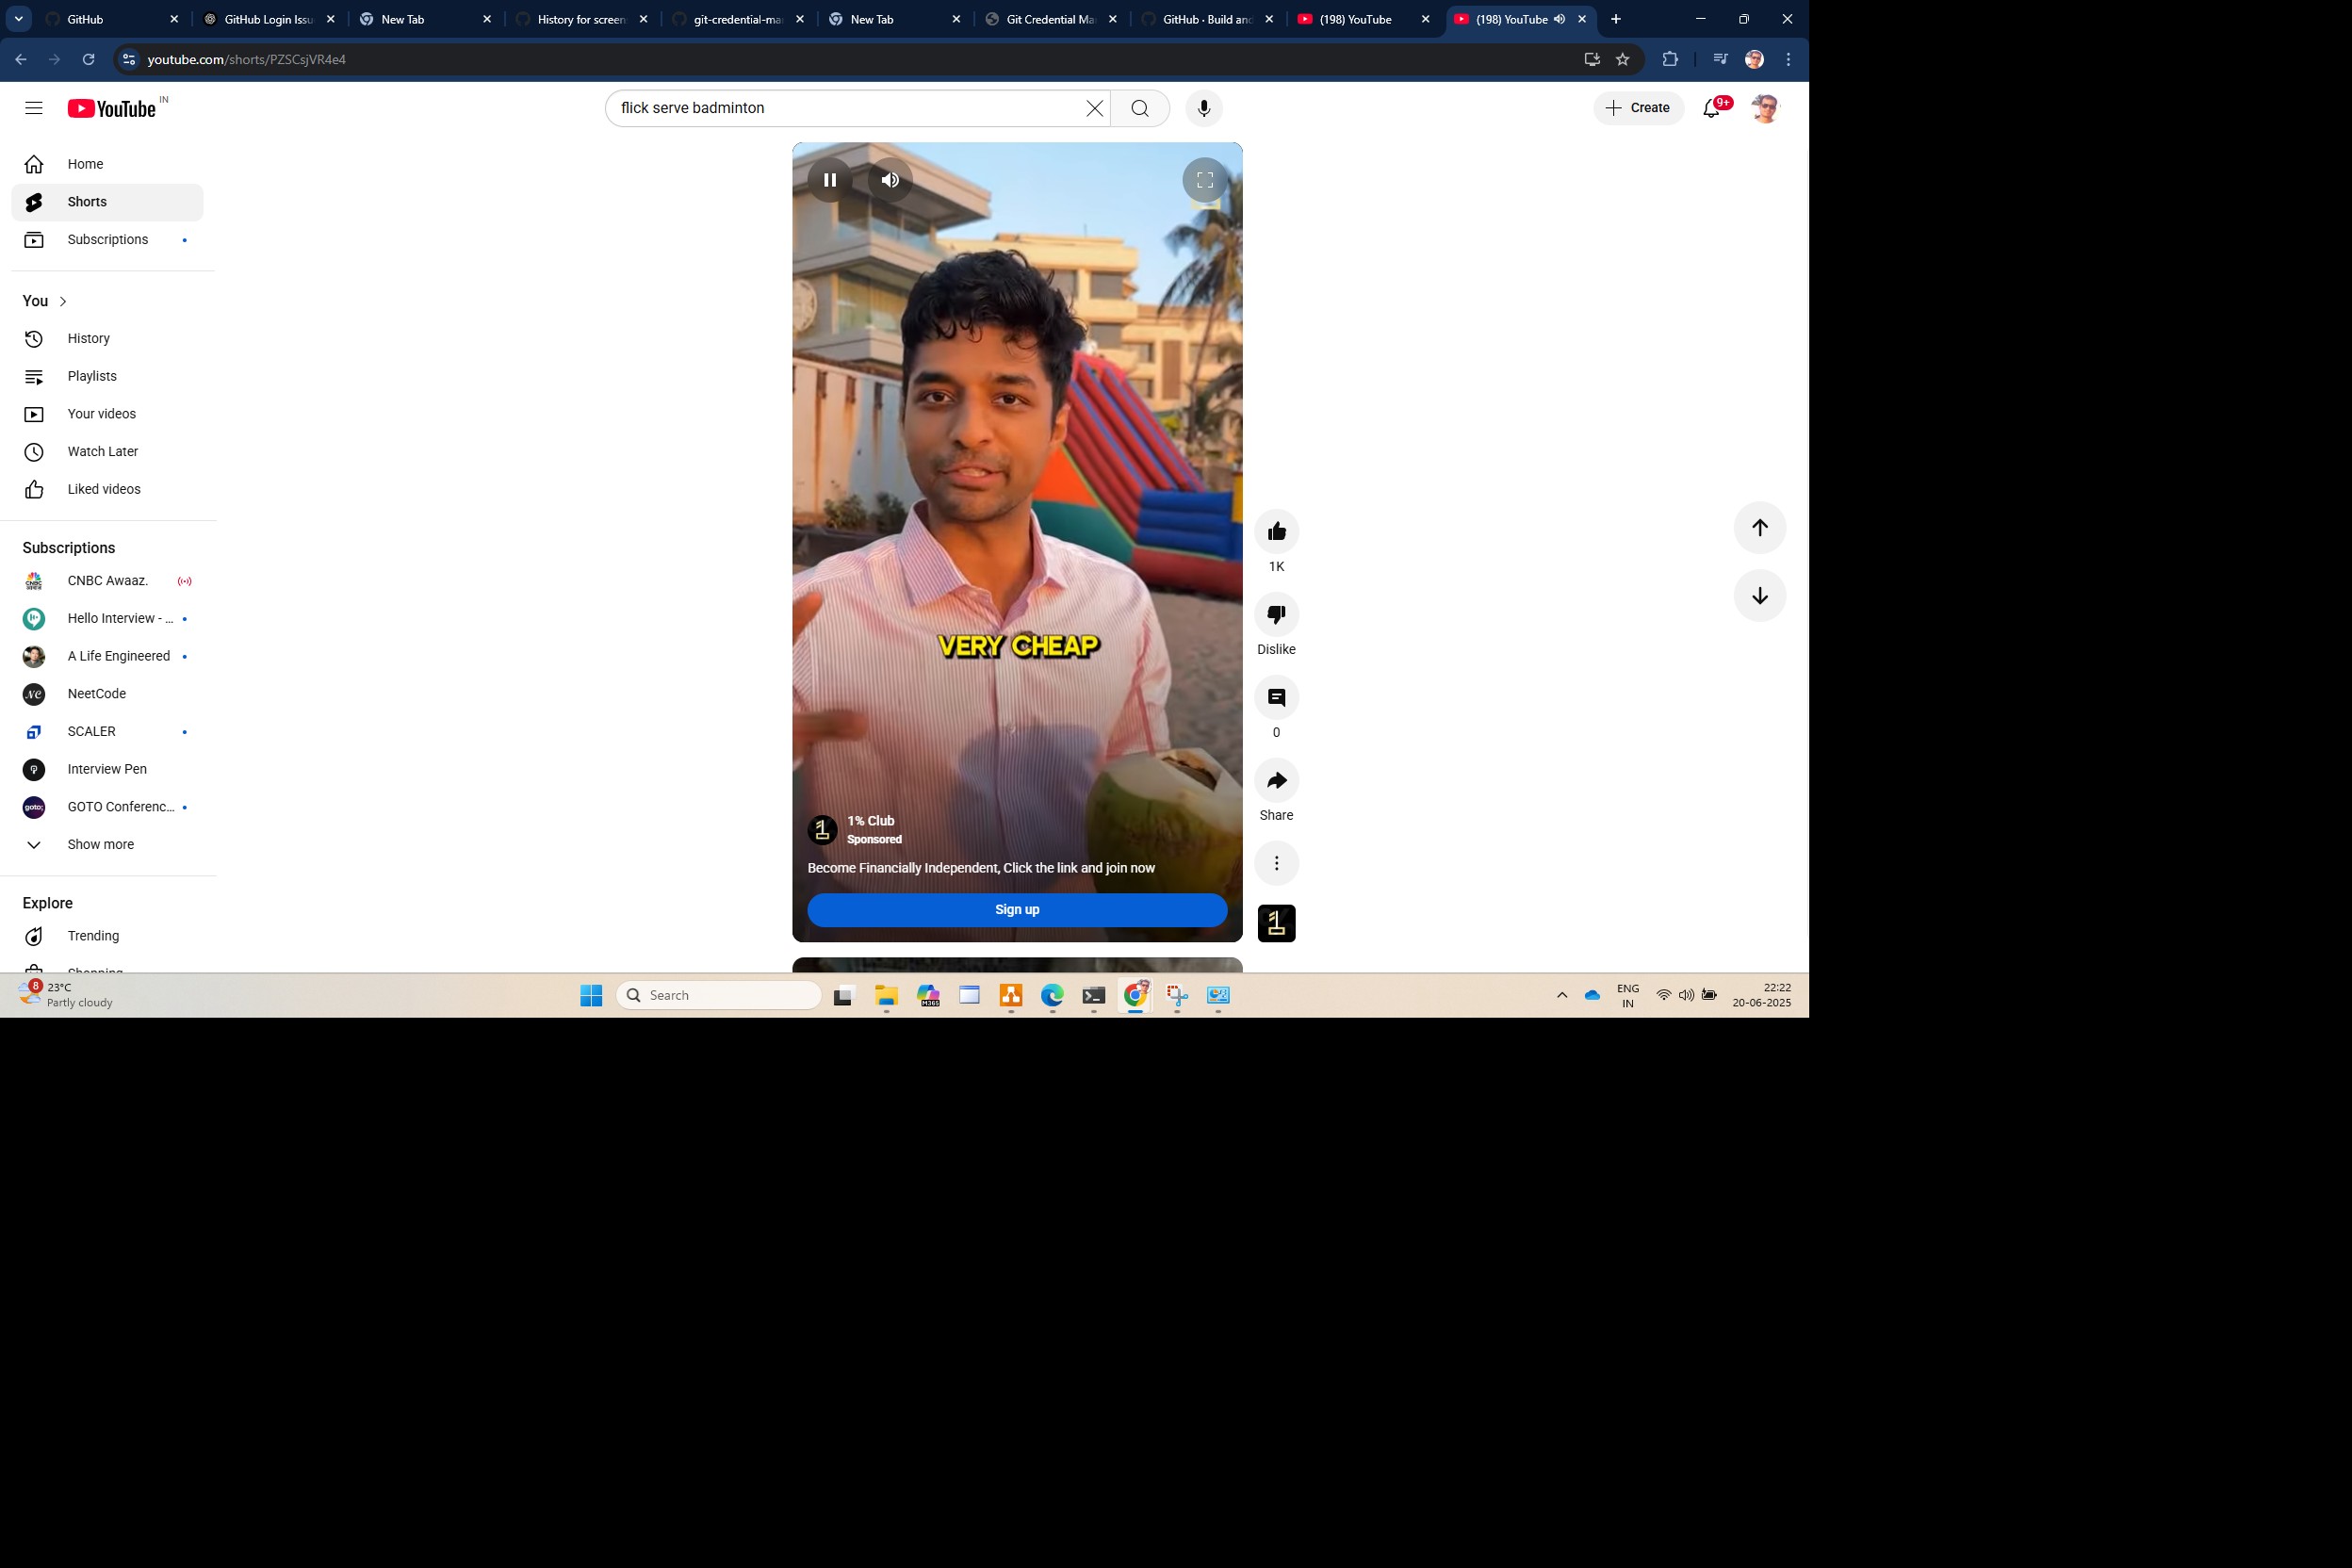 GitHub
GitHub Login Issu
New Tab
History for screen
git-credential-ma
New Tab
Git Credential Ma
GitHub · Build and
(198) YouTube
(198) YouTube
youtube.com/shorts/PZSCsjVR4e4
YouTube IN
flick serve badminton
Create
9+
Home
Shorts
Subscriptions
You
History
Playlists
Your videos
Watch Later
Liked videos
Subscriptions
CNBC Awaaz.
Hello Interview - ...
A Life Engineered
NeetCode
SCALER
Interview Pen
GOTO Conferenc...
goto;
Show more
Explore
Trending
Shopping
VERY CHEAP
1% Club
Sponsored
Become Financially Independent, Click the link and join now
Sign up
1K
Dislike
0
Share
8
23°C
Partly cloudy
Search
M365
ENG
IN
22:22
20-06-2025